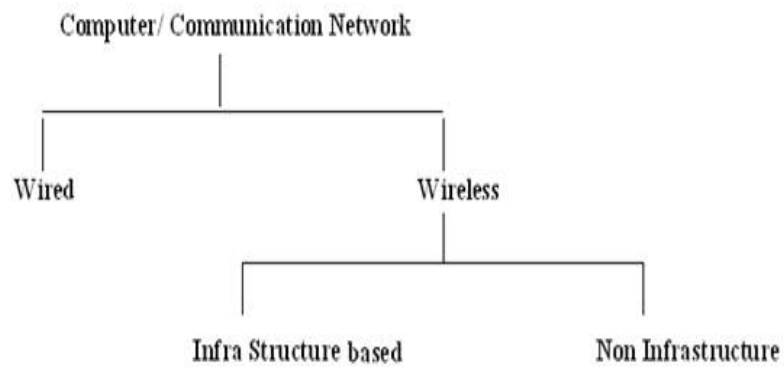 Computer/ Communication Network
Wired
Wireless
Infra Structure based
Non Infrastructure